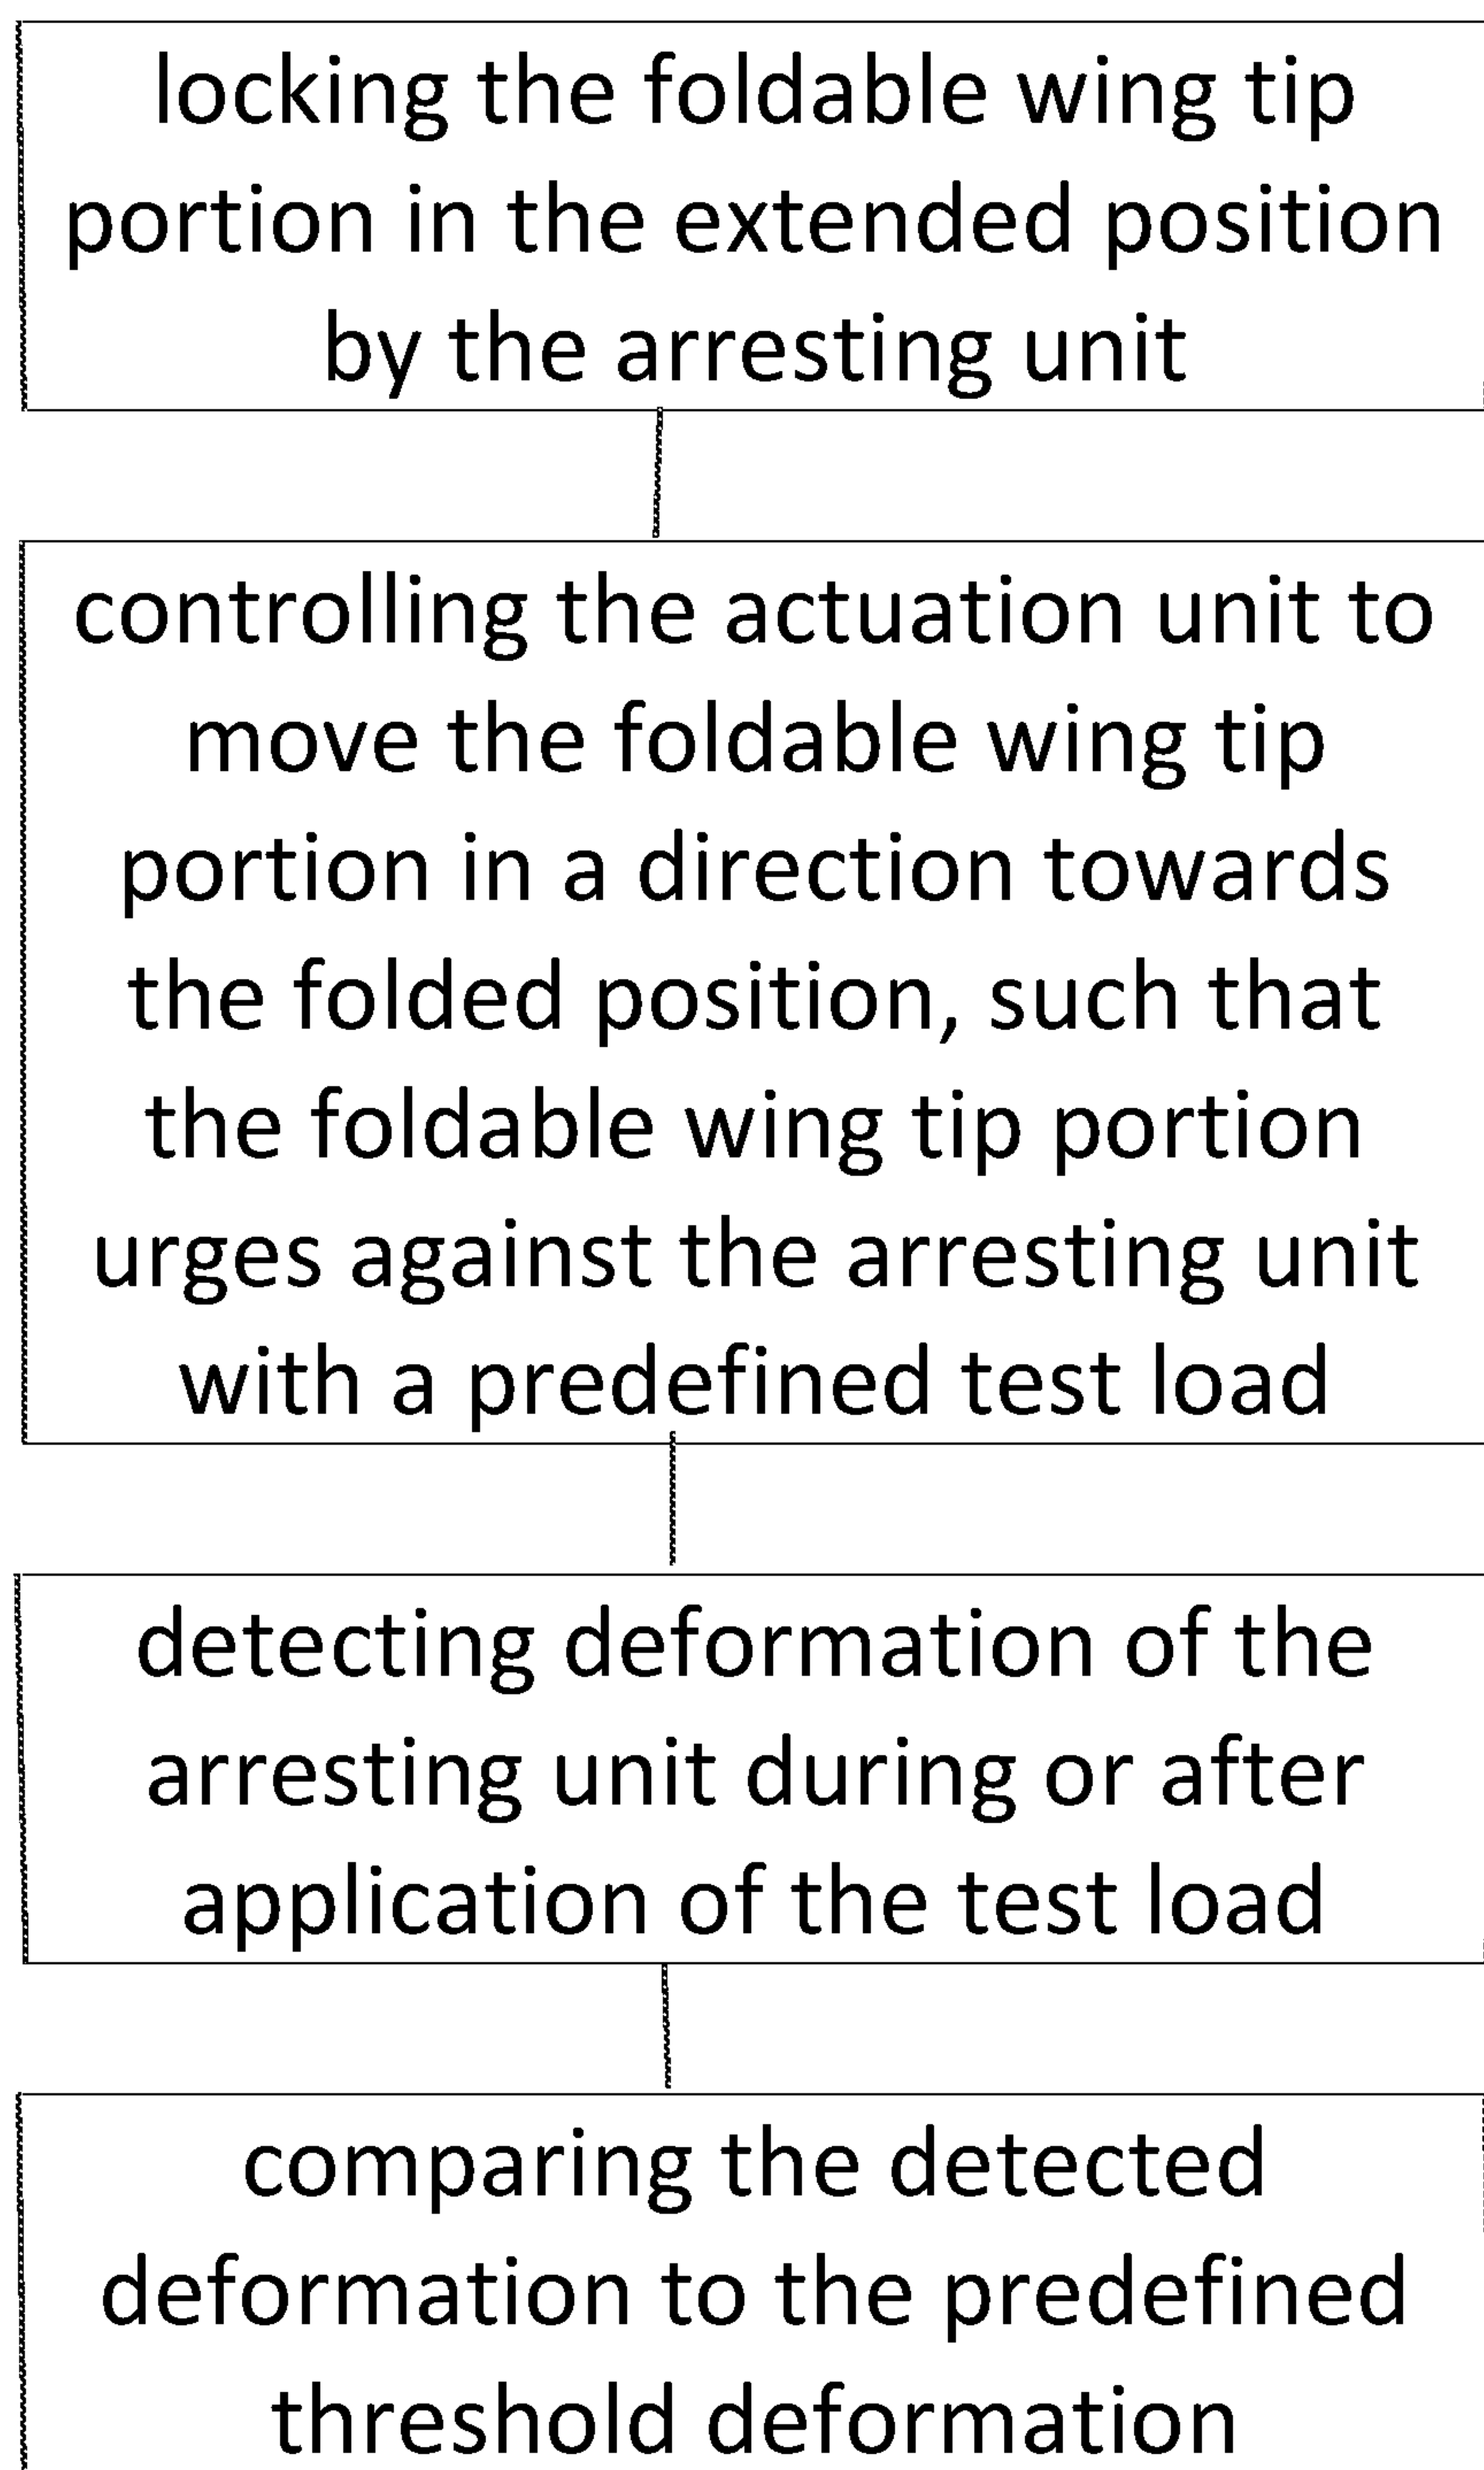 locking the foldable wing tip
portion in the extended position
by the arresting unit
controlling the actuation unit to
move the foldable wing tip
portion in a direction towards
the folded position, such that
the foldable wing tip portion
urges against the arresting unit
with a predefined test load
detecting deformation of the
arresting unit during or after
application of the test load
comparing the detected
deformation to the predefined
threshold deformation